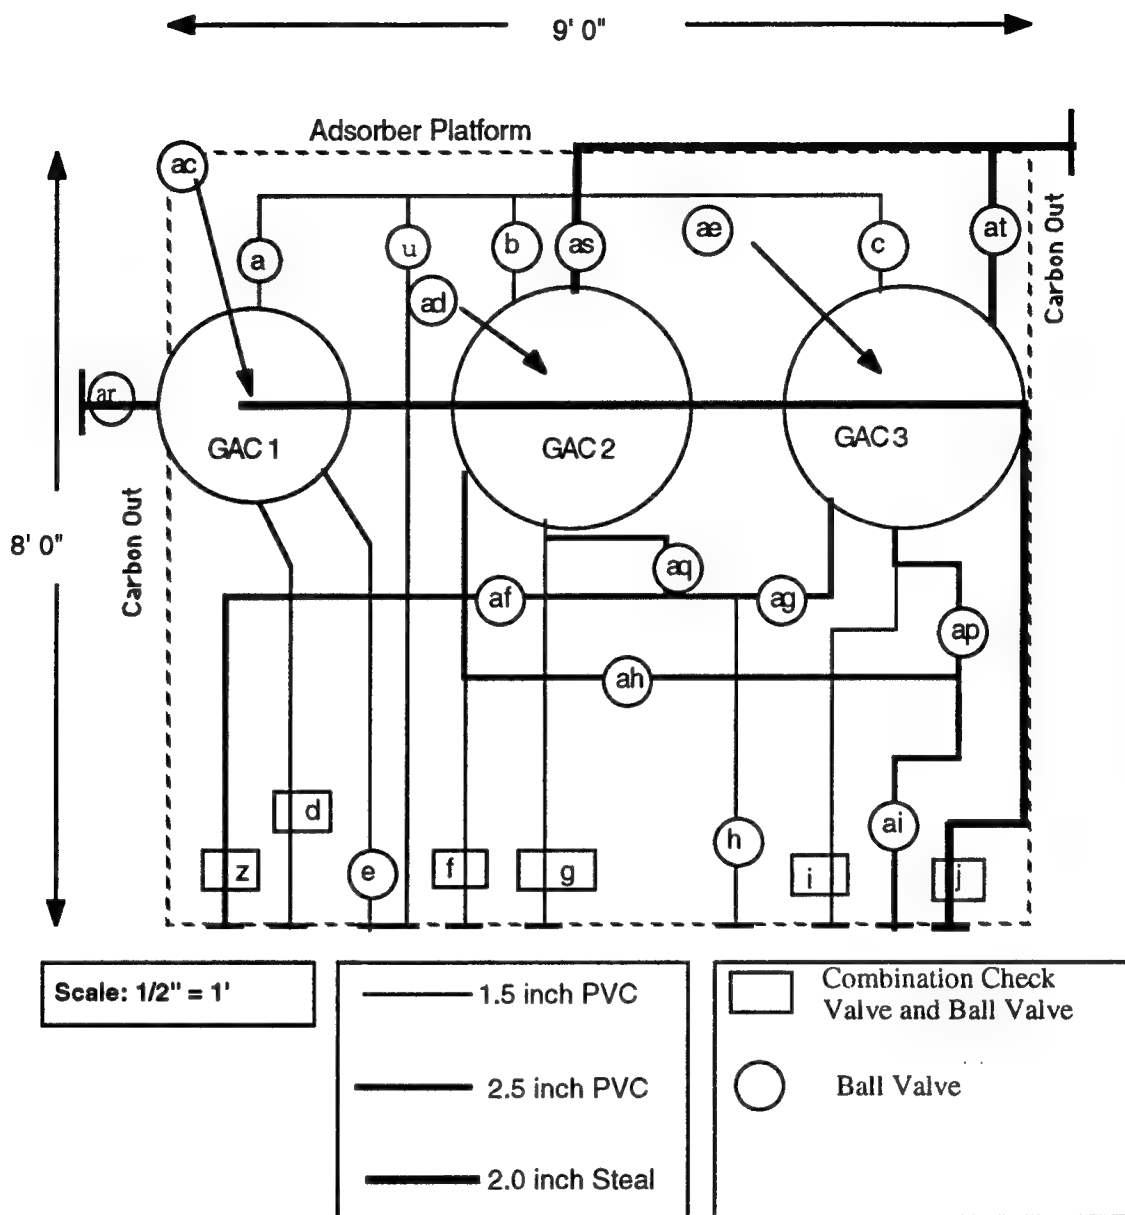 9' 0"
Adsorber Platform
ac
a
u
b
as
ae
c
at
Carbon Out
ad
ar
GAC 1
GAC 2
GAC 3
8' 0"
Carbon Out
af
aq
ag
ap
ah
d
h
ai
z
e
f
g
i
j
Scale: 1/2" = 1'
1.5 inch PVC
2.5 inch PVC
2.0 inch Steal
Combination Check
Valve and Ball Valve
Ball Valve